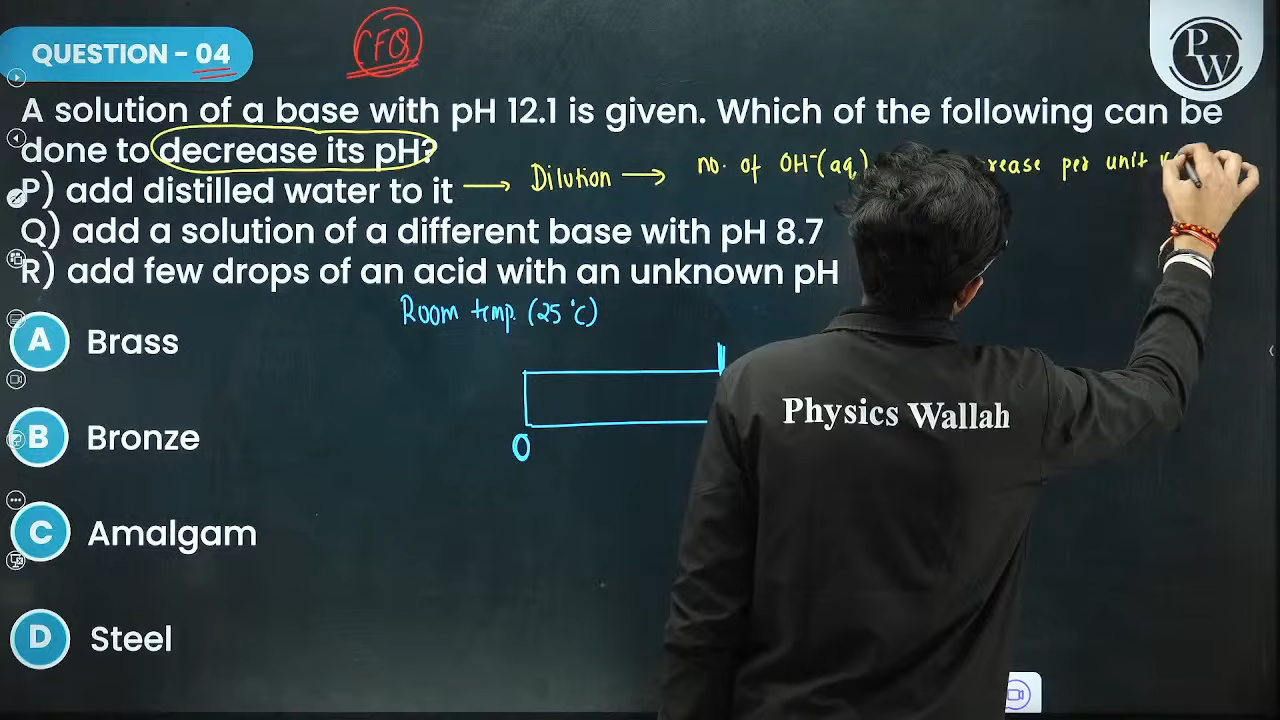 QUESTION - 04
CFQ
PW
A solution of a base with pH 12.1 is given. Which of the following can be
done to decrease its pH?
P) add distilled water to it → Dilution → no. of OH⁻(aq) rease per unit
Q) add a solution of a different base with pH 8.7
R) add few drops of an acid with an unknown pH
Room temp. (25°C)
A Brass
0
B Bronze
C Amalgam
D Steel
Physics Wallah